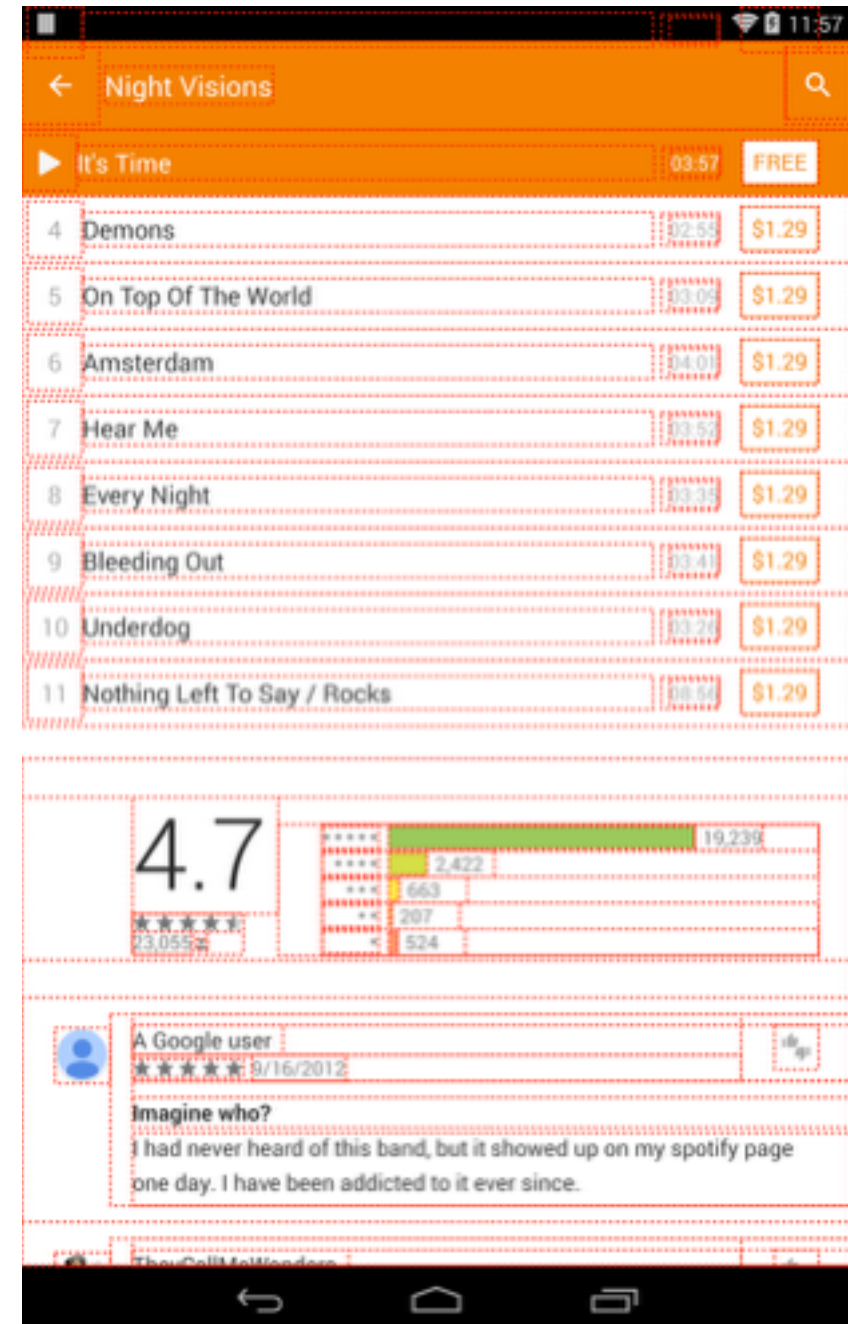 11:57
Night Visions
It's Time 03:57 FREE
4 Demons 02:55 $1.29
5 On Top Of The World 03:09 $1.29
6 Amsterdam 04:01 $1.29
7 Hear Me 03:52 $1.29
8 Every Night 03:35 $1.29
9 Bleeding Out 03:41 $1.29
10 Underdog 03:26 $1.29
11 Nothing Left To Say / Rocks 08:56 $1.29
4.7
23,055
19,239
2,422
663
207
524
A Google user
9/16/2012
Imagine who?
I had never heard of this band, but it showed up on my spotify page
one day. I have been addicted to it ever since.